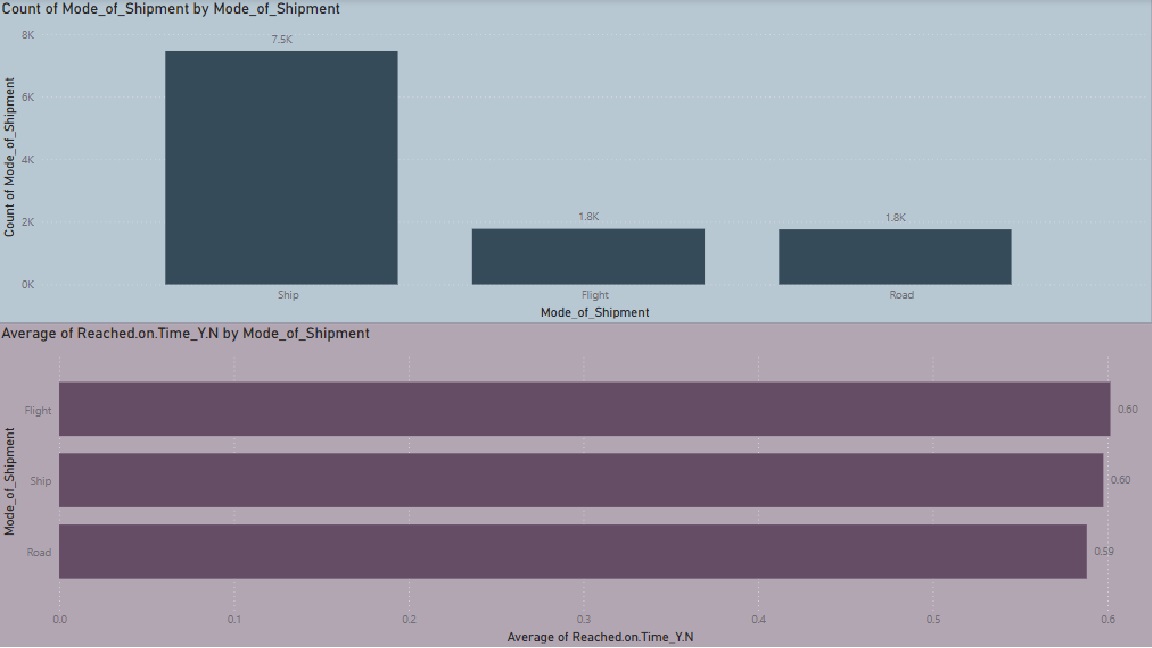 Count of Mode_of_Shipment by Mode_of_Shipment
8K
6K
4K
2K
0K
Count of Mode_of_Shipment
7.5K
1.8K
1.8K
Ship
Flight
Road
Mode_of_Shipment
Average of Reached.on.Time_Y.N by Mode_of_Shipment
Mode_of_Shipment
Flight
0.60
Ship
0.60
Road
0.59
0.0
0.1
0.2
0.3
0.4
0.5
0.6
Average of Reached.on.Time_Y.N